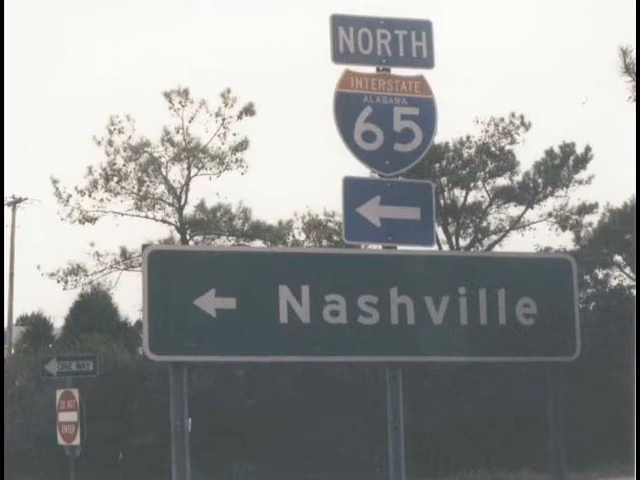 NORTH
INTERSTATE
ALABAMA
65
Nashville
ONE WAY
DO NOT
ENTER